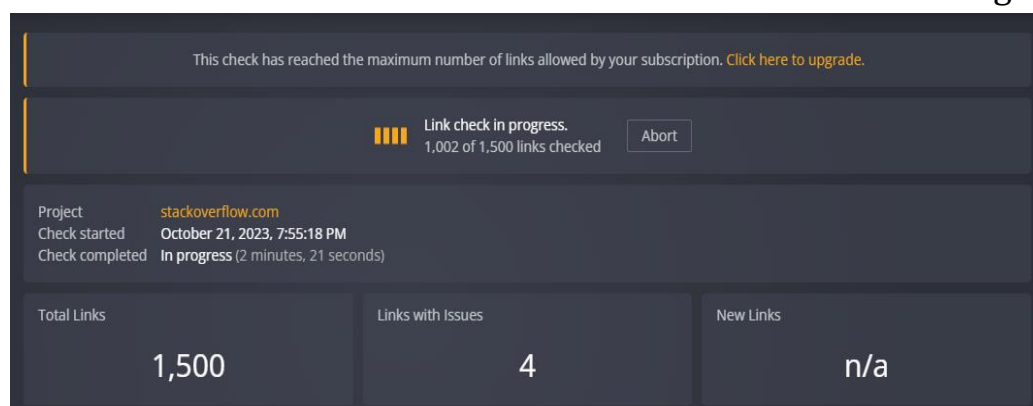 This check has reached the maximum number of links allowed by your subscription. Click here to upgrade.
Link check in progress.
1,002 of 1,500 links checked
Abort
Project stackoverflow.com
Check started October 21, 2023, 7:55:18 PM
Check completed In progress (2 minutes, 21 seconds)
Total Links Links with Issues New Links
1,500 4 n/a